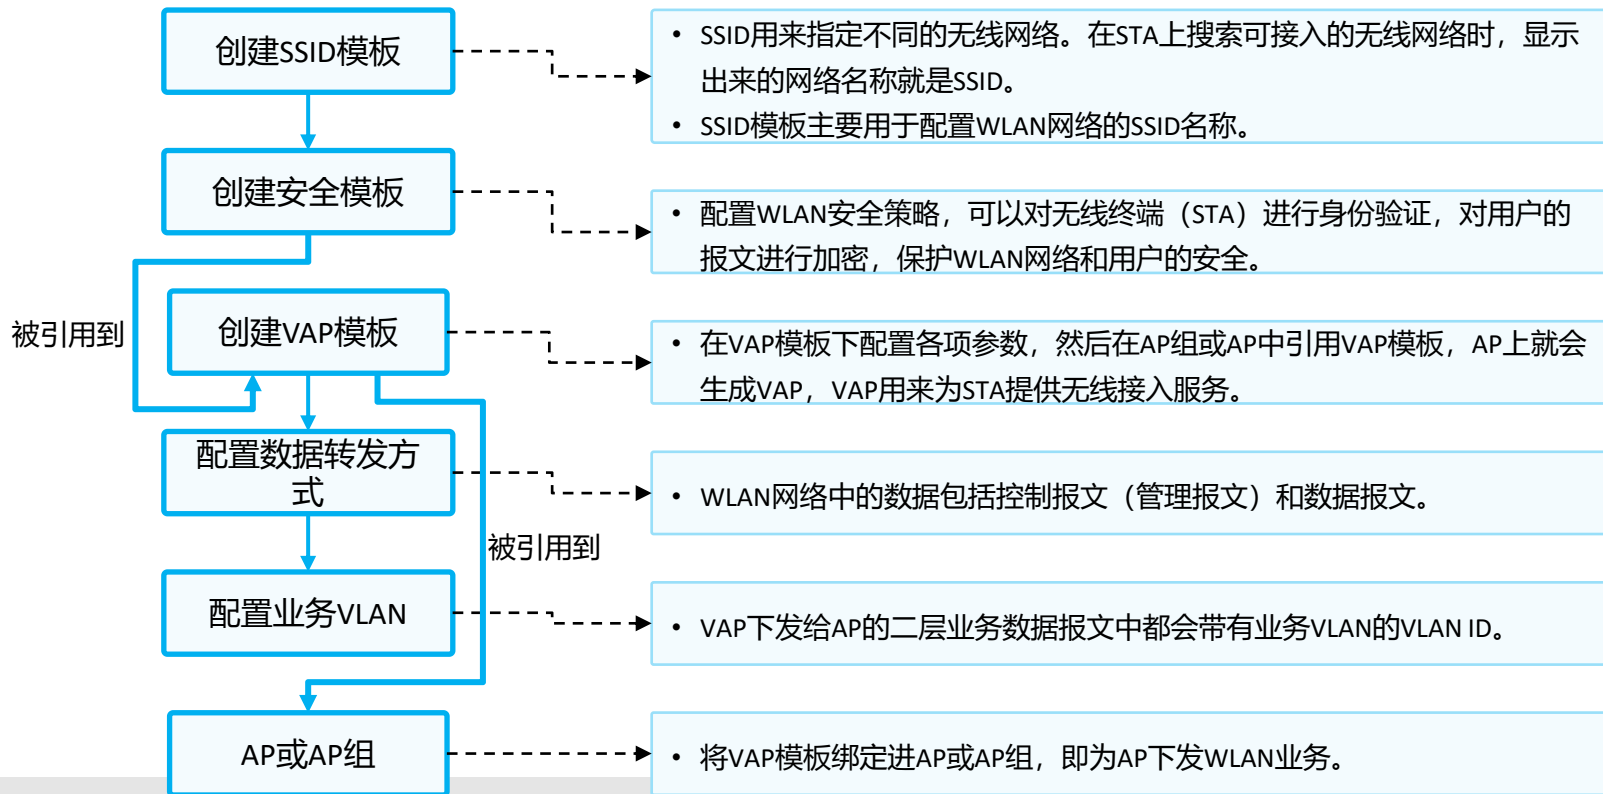 创建SSID模板
• SSID用来指定不同的无线网络。在STA上搜索可接入的无线网络时，显示
出来的网络名称就是SSID。
• SSID模板主要用于配置WLAN网络的SSID名称。
创建安全模板
• 配置WLAN安全策略，可以对无线终端（STA）进行身份验证，对用户的
报文进行加密，保护WLAN网络和用户的安全。
被引用到
创建VAP模板
• 在VAP模板下配置各项参数，然后在AP组或AP中引用VAP模板，AP上就会
生成VAP，VAP用来为STA提供无线接入服务。
配置数据转发方
式
• WLAN网络中的数据包括控制报文（管理报文）和数据报文。
被引用到
配置业务VLAN
• VAP下发给AP的二层业务数据报文中都会带有业务VLAN的VLAN ID。
AP或AP组
• 将VAP模板绑定进AP或AP组，即为AP下发WLAN业务。